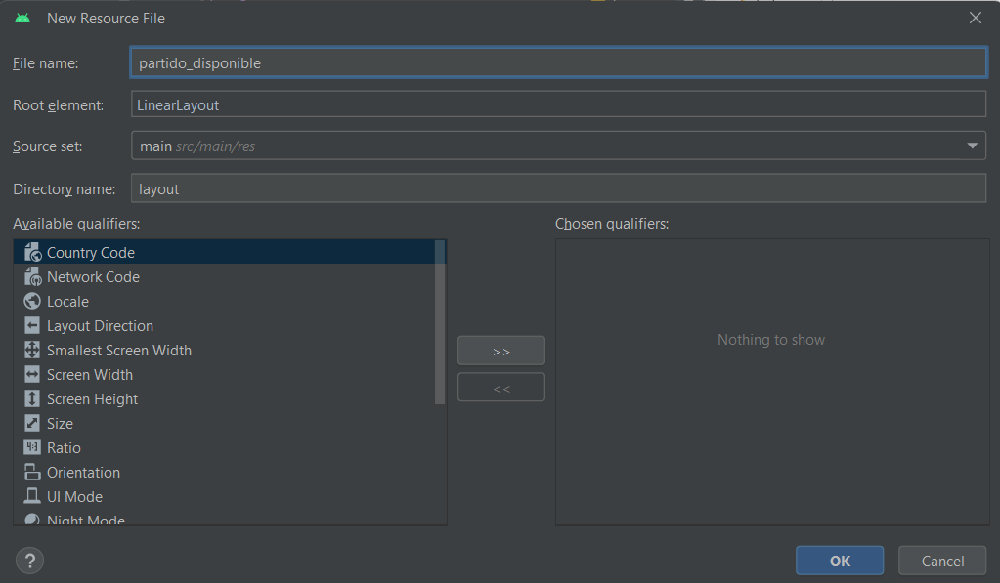 New Resource File
File name: partido_disponible
Root element: LinearLayout
Source set: main src/main/res
Directory name: layout
Available qualifiers:
Chosen qualifiers:
Country Code
Network Code
Locale
Layout Direction
Smallest Screen Width
Screen Width
Screen Height
Size
Ratio
Orientation
UI Mode
Night Mode
>>
<<
Nothing to show
?
OK
Cancel